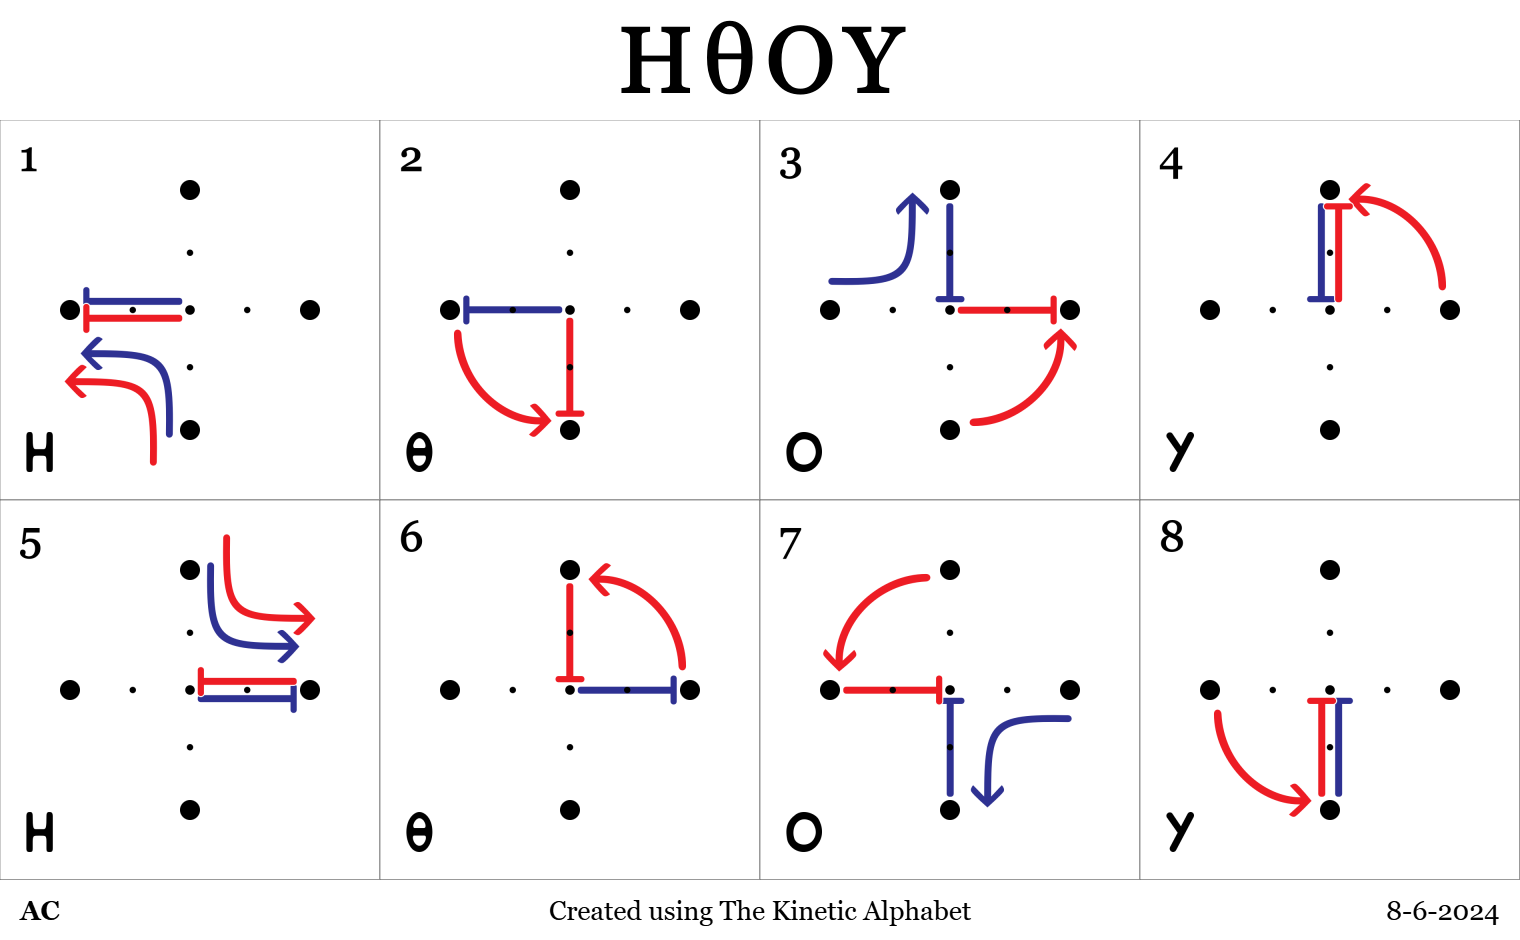 HθOY
1 2 3 4
H θ O Y
5 6 7 8
H θ O Y
AC Created using The Kinetic Alphabet 8-6-2024